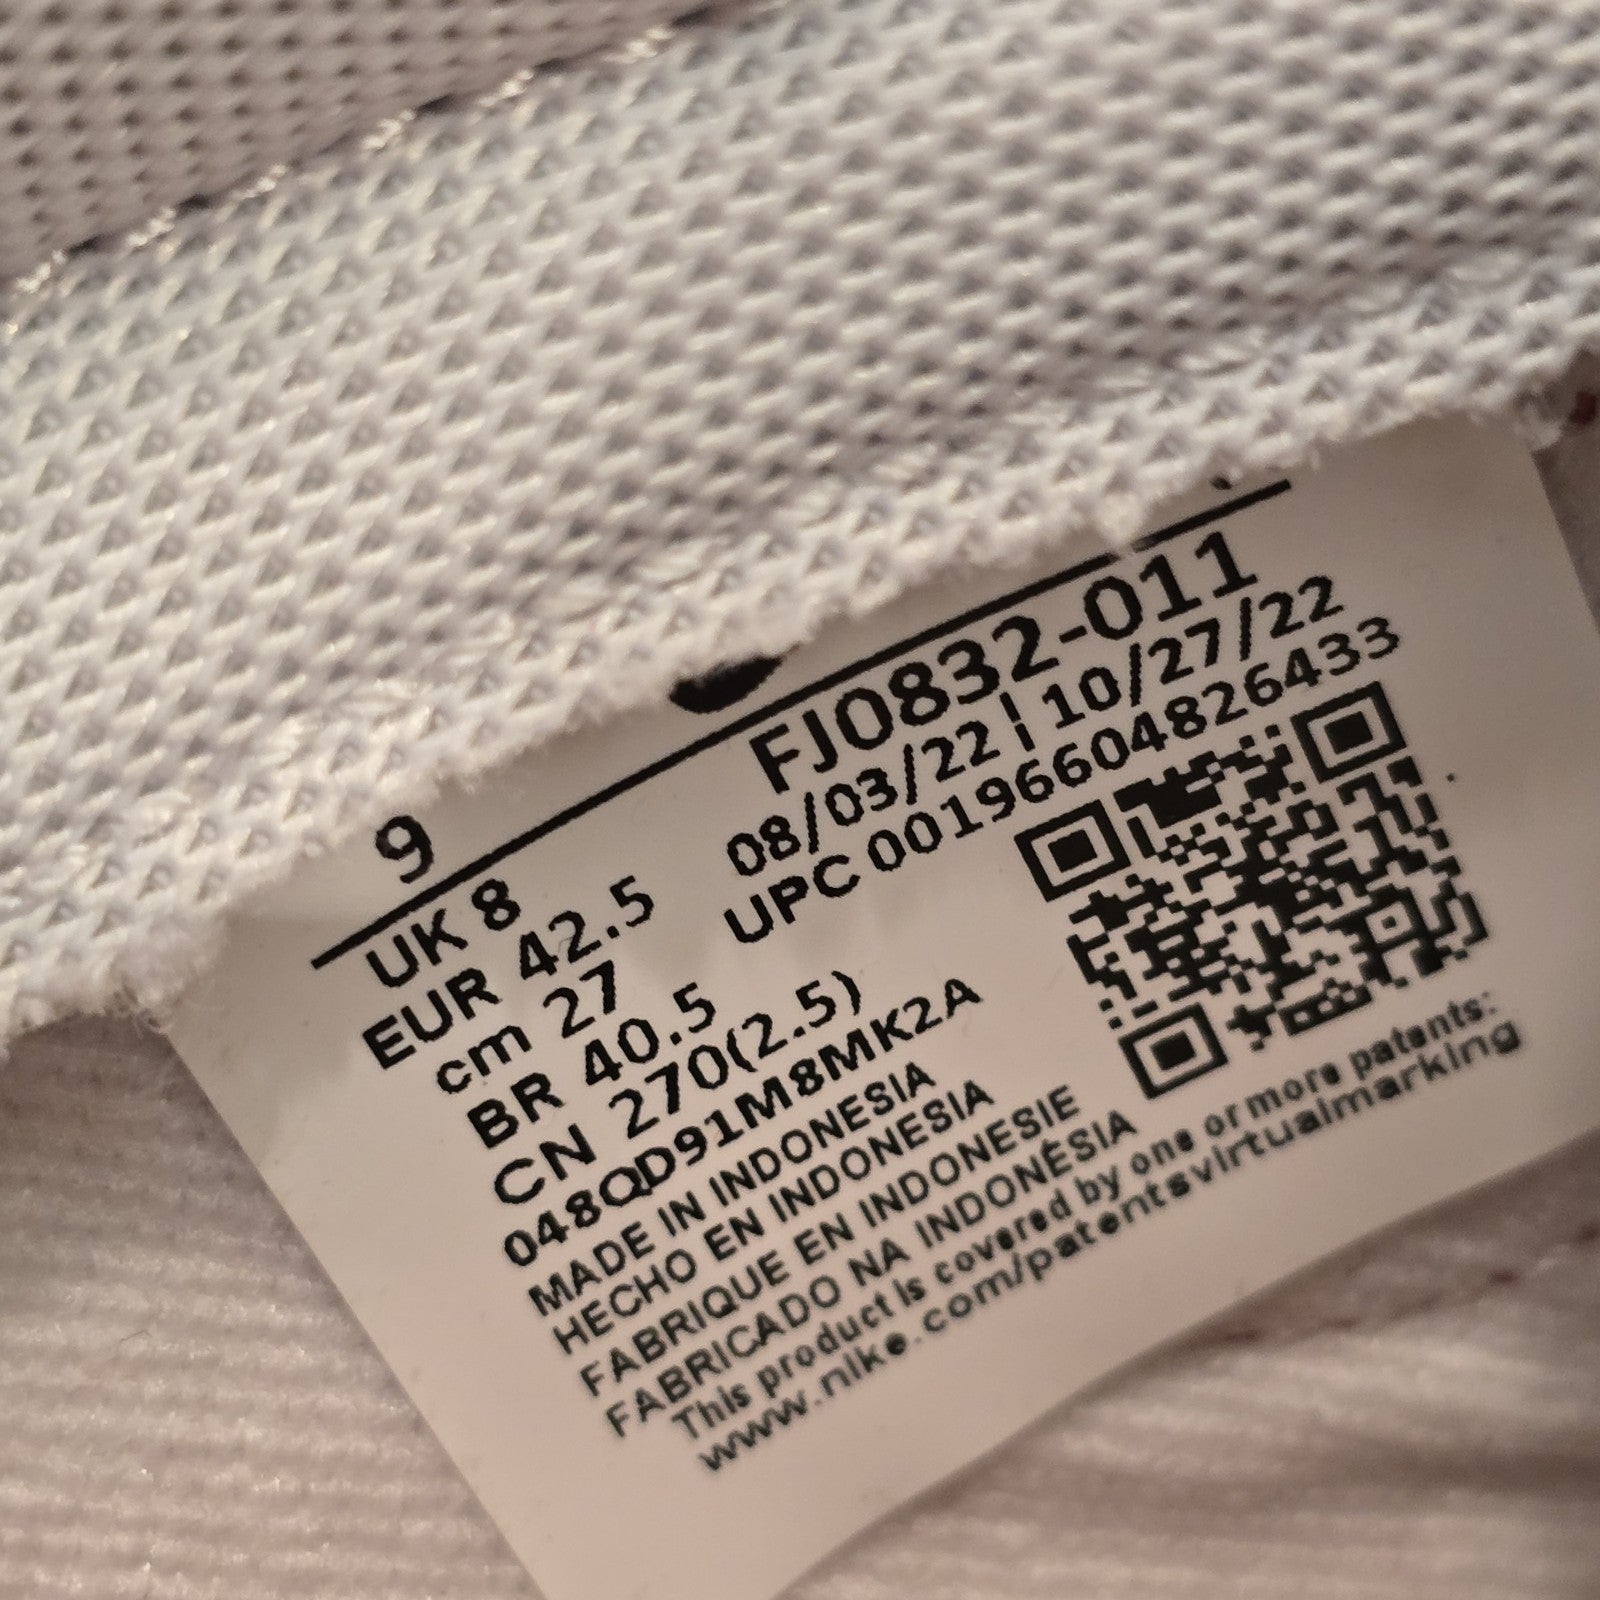 9
FJ0832-011
UK 8
08/03/22 | 10/27/22
EUR 42.5
UPC 00196604826433
cm 27
BR 40.5
CN 270(2.5)
048QD91M8MK2A
MADE IN INDONESIA
HECHO EN INDONESIA
FABRIQUE EN INDONESIE
FABRICADO NA INDONÉSIA
This product is covered by one or more patents:
www.nike.com/patentsvirtualmarking